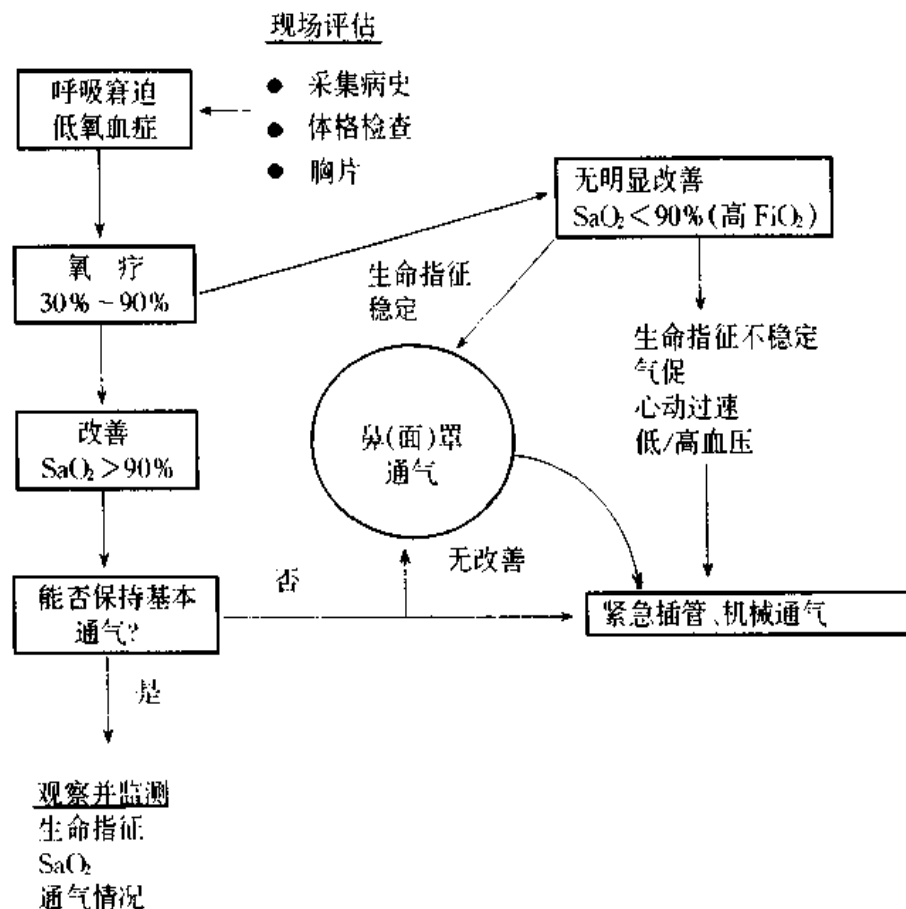 现场评估
● 采集病史
● 体格检查
● 胸片
呼吸窘迫
低氧血症
氧 疗
30%~90%
无明显改善
SaO₂<90%(高 FiO₂)
生命指征
稳定
生命指征不稳定
气促
心动过速
低/高血压
改善
SaO₂>90%
鼻(面)罩
通气
无改善
能否保持基本
通气?
否
紧急插管、机械通气
是
观察并监测
生命指征
SaO₂
通气情况